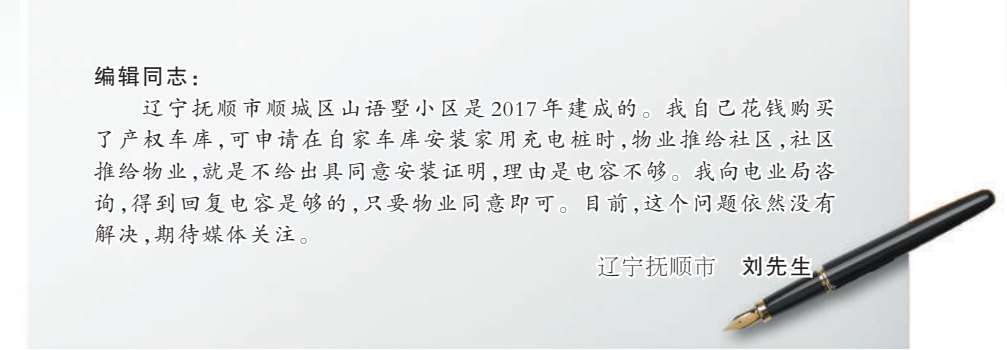 编辑同志：
辽宁抚顺市顺城区山语墅小区是2017年建成的。我自己花钱购买
了产权车库,可申请在自家车库安装家用充电桩时,物业推给社区,社区
推给物业,就是不给出具同意安装证明,理由是电容不够。我向电业局咨
询,得到回复电容是够的,只要物业同意即可。目前,这个问题依然没有
解决,期待媒体关注。
辽宁抚顺市 刘先生